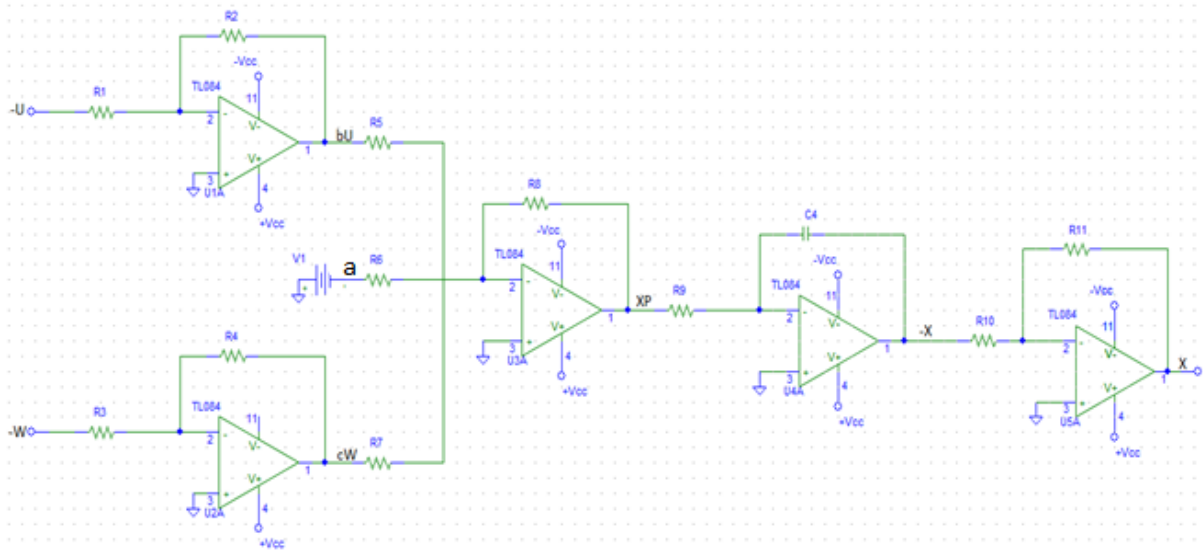 R2
-Vcc
TL084
11
R1
-U
2
-
V-
1
bU
R5
V+
+
3
U1A
4
+Vcc
R8
-Vcc
V1
a
R6
TL084
11
2
-
V-
1
XP
R9
V+
+
3
U3A
4
+Vcc
C4
-Vcc
TL084
11
2
-
V-
1
-X
R10
V+
+
3
U4A
4
+Vcc
R11
-Vcc
TL084
11
2
-
V-
1
X
V+
+
3
U5A
4
+Vcc
R4
TL084
11
R3
-W
2
-
V-
1
cW
R7
V+
+
3
U2A
4
+Vcc